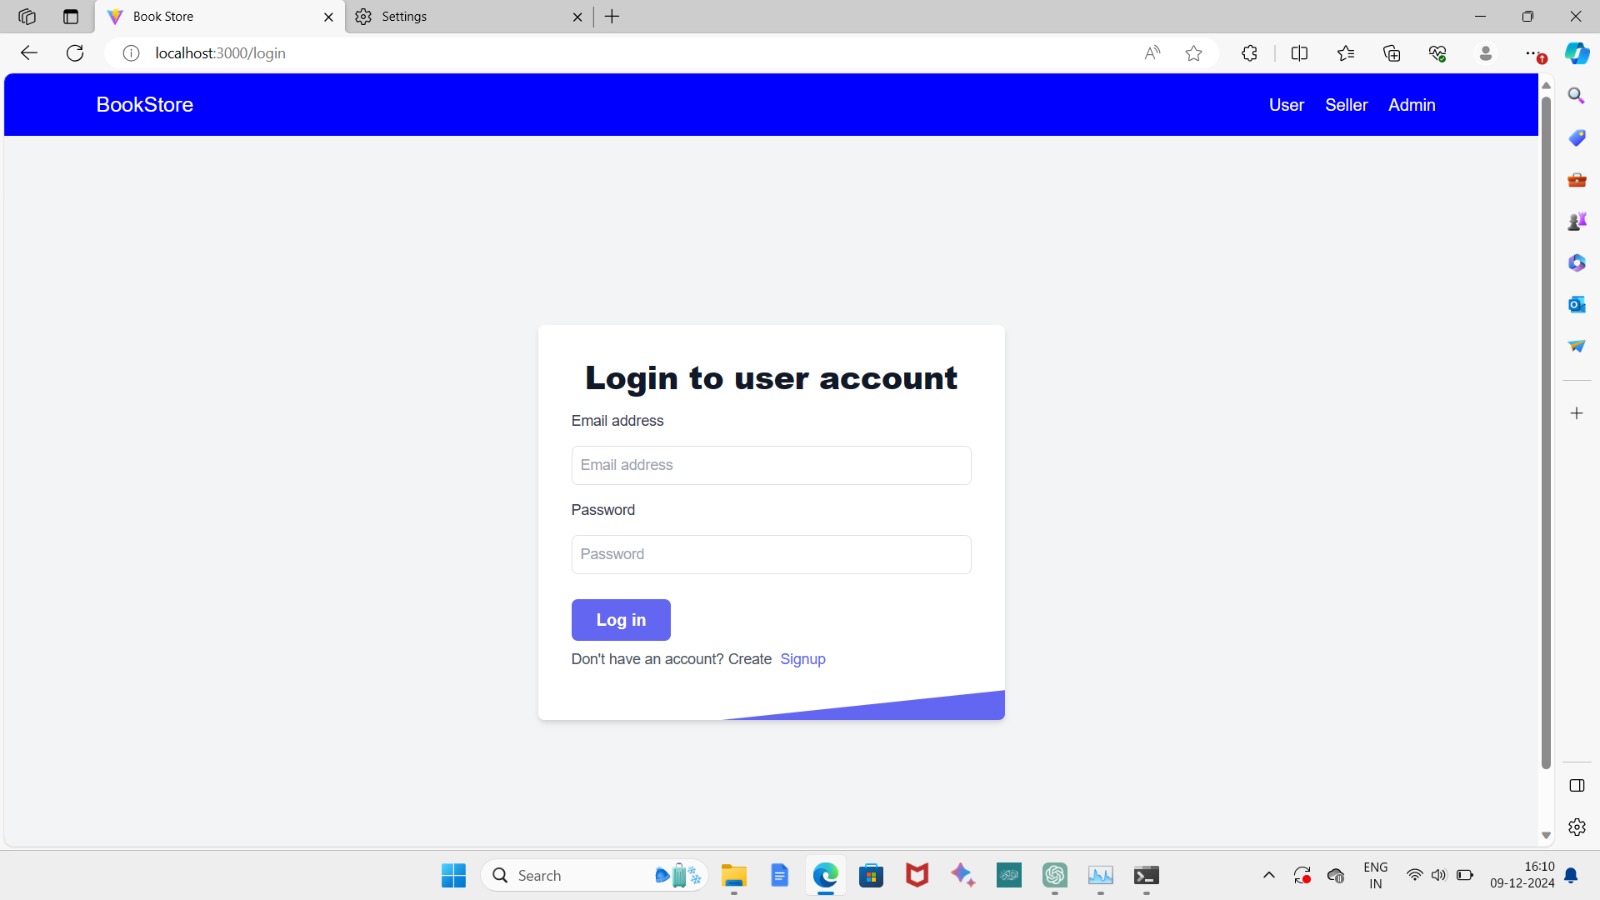 Book Store
Settings
localhost:3000/login
BookStore
User Seller Admin
Login to user account
Email address
Email address
Password
Password
Log in
Don't have an account? Create Signup
Search
ENG
IN
16:10
09-12-2024